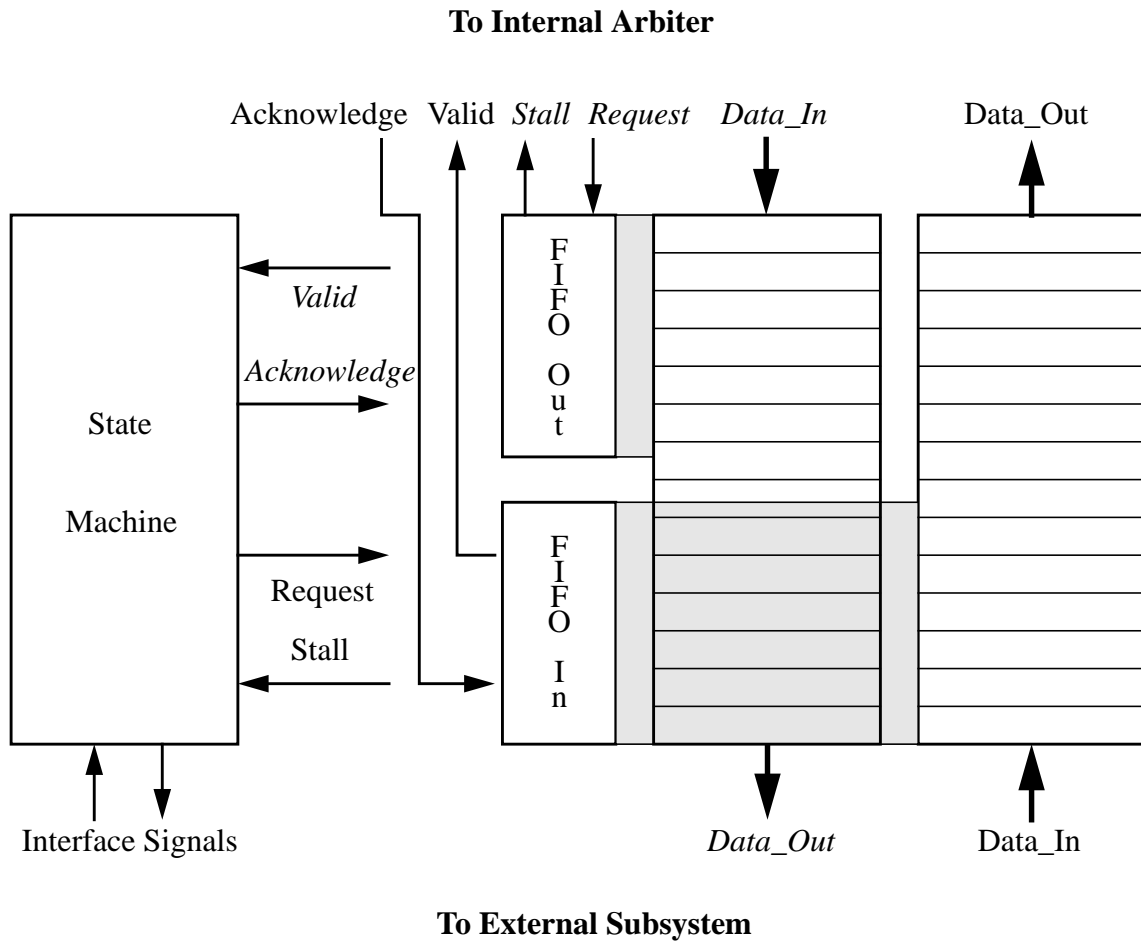 To Internal Arbiter
Acknowledge Valid Stall Request Data_In Data_Out
Valid
Acknowledge
State
Machine
Request
Stall
FIFO Out
FIFO In
Interface Signals
Data_Out
Data_In
To External Subsystem